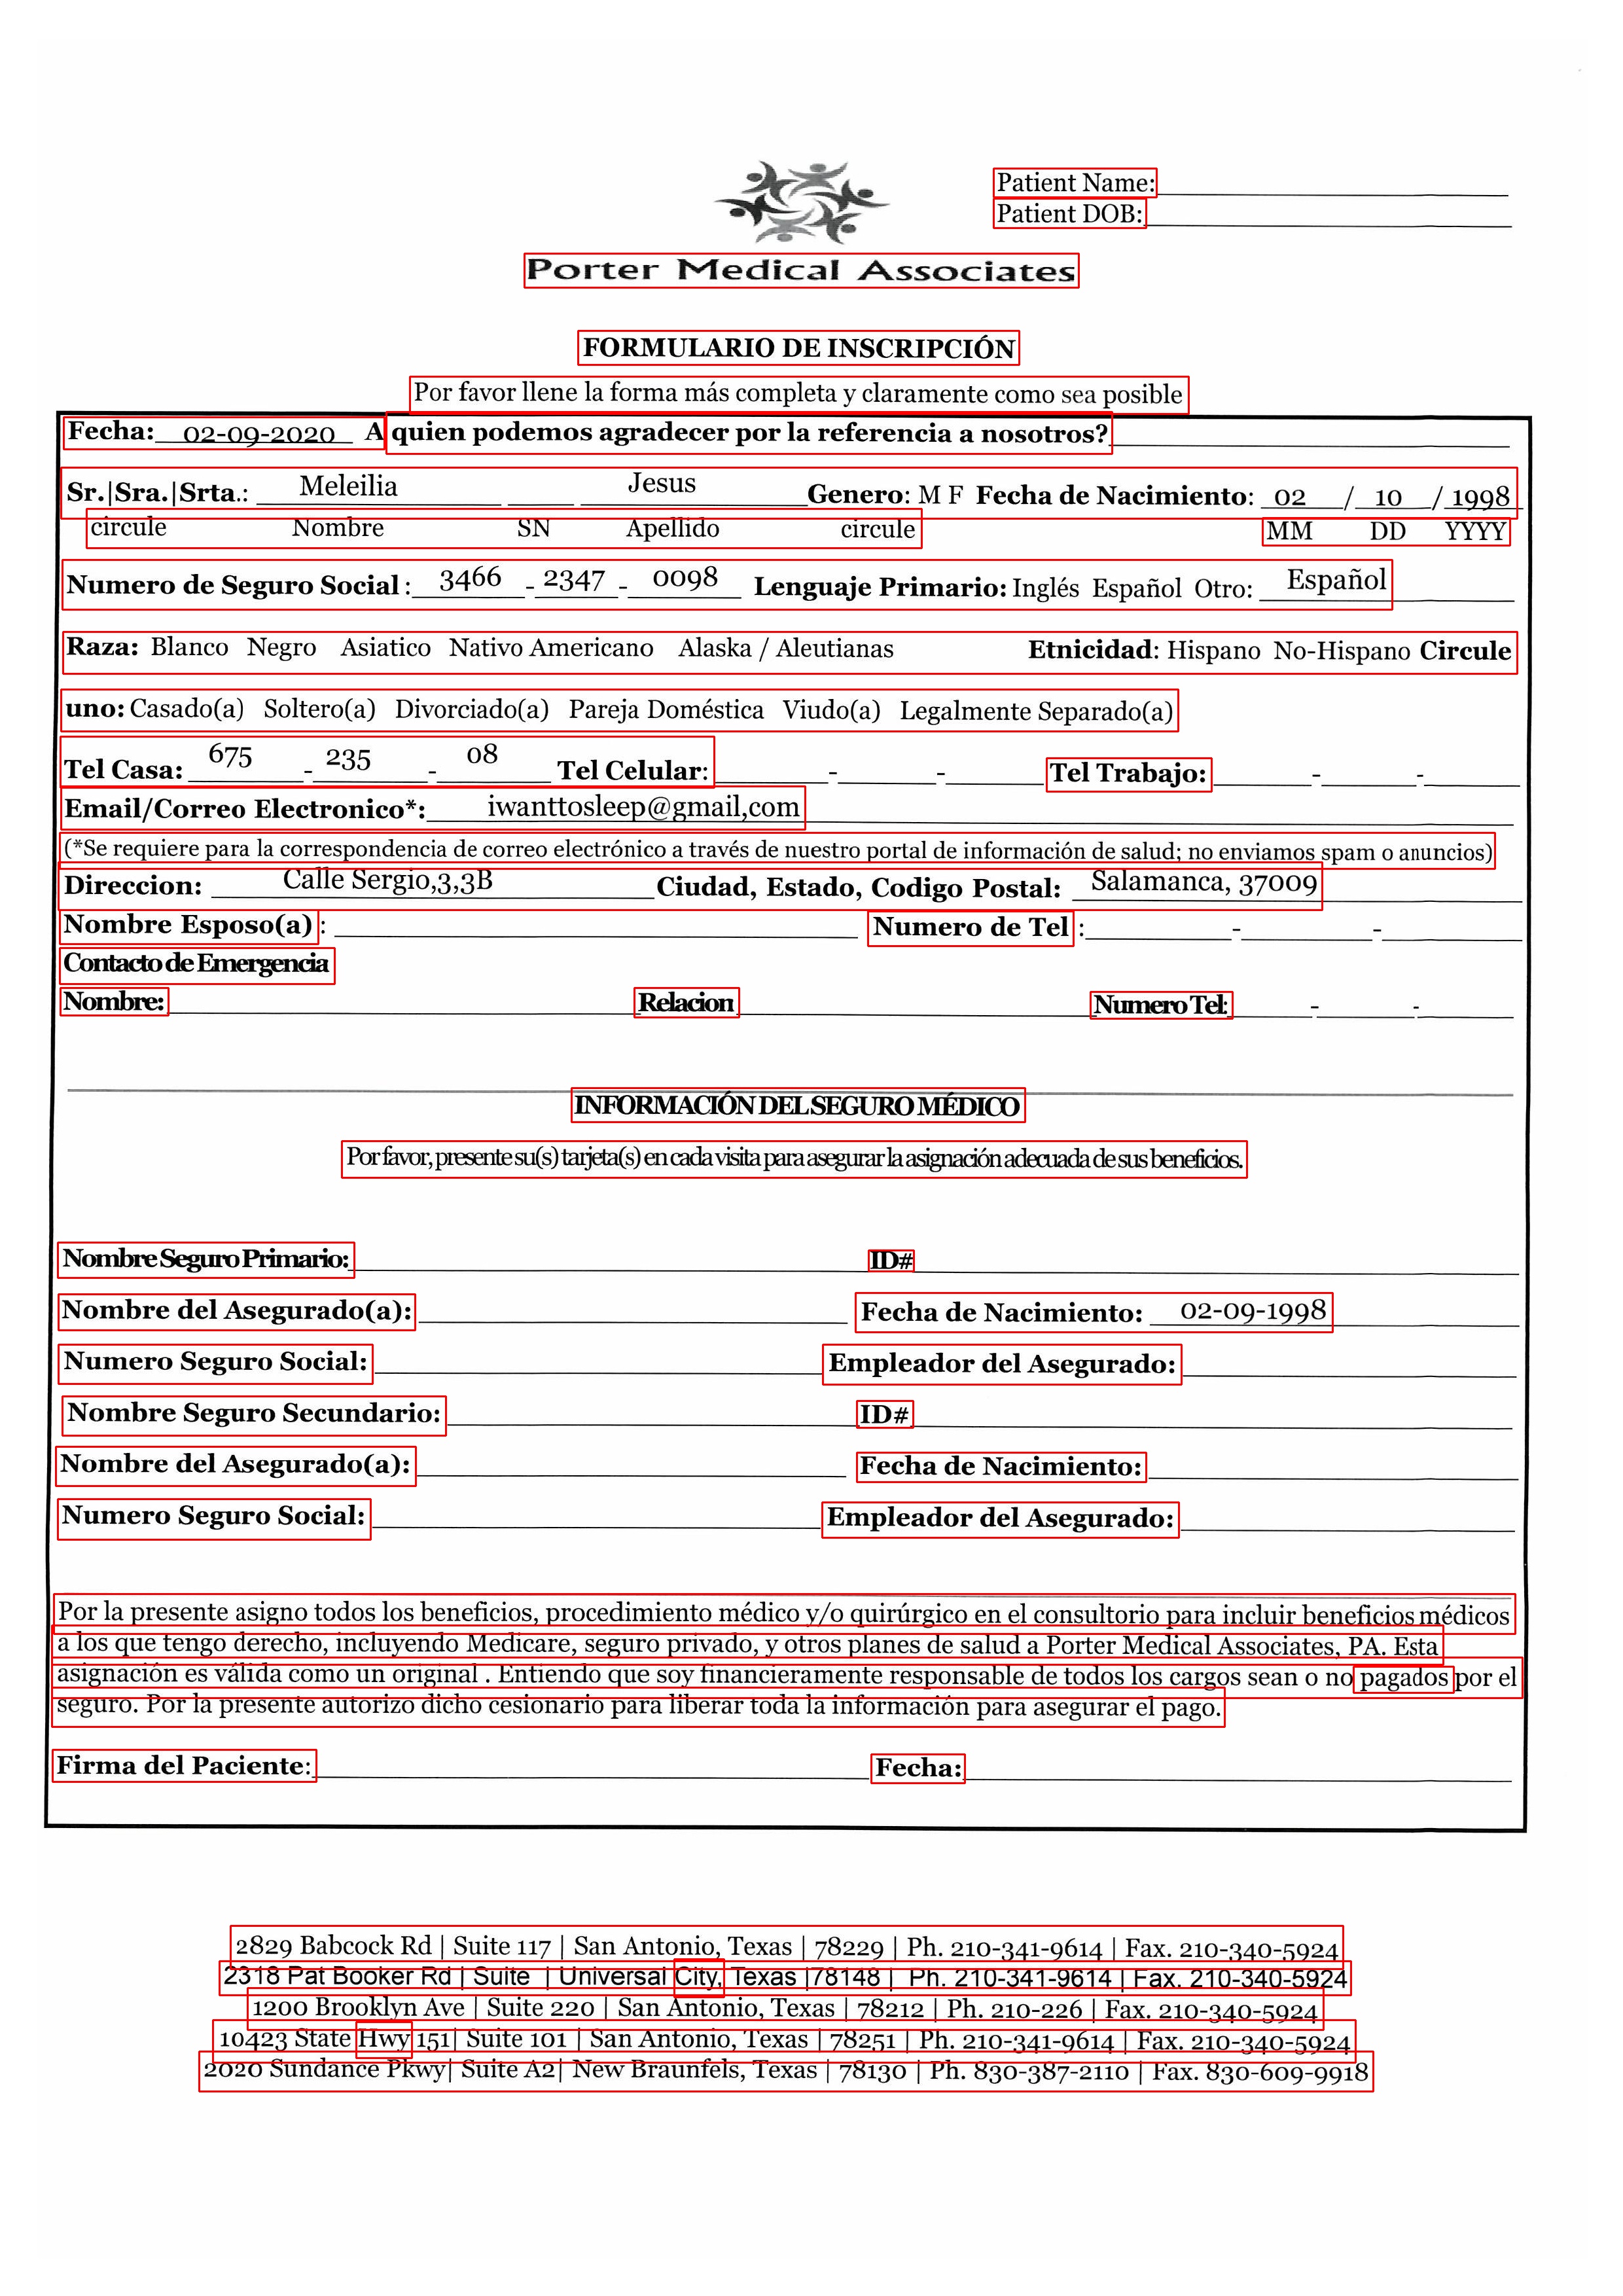 Patient Name:
Patient DOB:
Porter Medical Associates
FORMULARIO DE INSCRIPCIÓN
Por favor llene la forma más completa y claramente como sea posible
Fecha: 02-09-2020 A quien podemos agradecer por la referencia a nosotros?
Sr.|Sra.|Srta.: Meleilia Jesus Genero: M F Fecha de Nacimiento: 02 / 10 / 1998
circule Nombre SN Apellido circule MM DD YYYY
Numero de Seguro Social : 3466 - 2347 - 0098 Lenguaje Primario: Inglés Español Otro: Español
Raza: Blanco Negro Asiatico Nativo Americano Alaska / Aleutianas Etnicidad: Hispano No-Hispano Circule
uno: Casado(a) Soltero(a) Divorciado(a) Pareja Doméstica Viudo(a) Legalmente Separado(a)
Tel Casa: 675 - 235 - 08 Tel Celular: - - Tel Trabajo: - -
Email/Correo Electronico*: iwanttosleep@gmail,com
(*Se requiere para la correspondencia de correo electrónico a través de nuestro portal de información de salud; no enviamos spam o anuncios)
Direccion: Calle Sergio,3,3B Ciudad, Estado, Codigo Postal: Salamanca, 37009
Nombre Esposo(a) : Numero de Tel : - -
Contacto de Emergencia
Nombre: Relacion Numero Tel: - -
INFORMACIÓN DEL SEGURO MÉDICO
Por favor, presente su(s) tarjeta(s) en cada visita para asegurar la asignación adecuada de sus beneficios.
Nombre Seguro Primario: ID#
Nombre del Asegurado(a): Fecha de Nacimiento: 02-09-1998
Numero Seguro Social: Empleador del Asegurado:
Nombre Seguro Secundario: ID#
Nombre del Asegurado(a): Fecha de Nacimiento:
Numero Seguro Social: Empleador del Asegurado:
Por la presente asigno todos los beneficios, procedimiento médico y/o quirúrgico en el consultorio para incluir beneficios médicos
a los que tengo derecho, incluyendo Medicare, seguro privado, y otros planes de salud a Porter Medical Associates, PA. Esta
asignación es válida como un original . Entiendo que soy financieramente responsable de todos los cargos sean o no pagados por el
seguro. Por la presente autorizo dicho cesionario para liberar toda la información para asegurar el pago.
Firma del Paciente: Fecha:
2829 Babcock Rd | Suite 117 | San Antonio, Texas | 78229 | Ph. 210-341-9614 | Fax. 210-340-5924
2318 Pat Booker Rd | Suite | Universal City, Texas |78148 | Ph. 210-341-9614 | Fax. 210-340-5924
1200 Brooklyn Ave | Suite 220 | San Antonio, Texas | 78212 | Ph. 210-226 | Fax. 210-340-5924
10423 State Hwy 151| Suite 101 | San Antonio, Texas | 78251 | Ph. 210-341-9614 | Fax. 210-340-5924
2020 Sundance Pkwy| Suite A2| New Braunfels, Texas | 78130 | Ph. 830-387-2110 | Fax. 830-609-9918